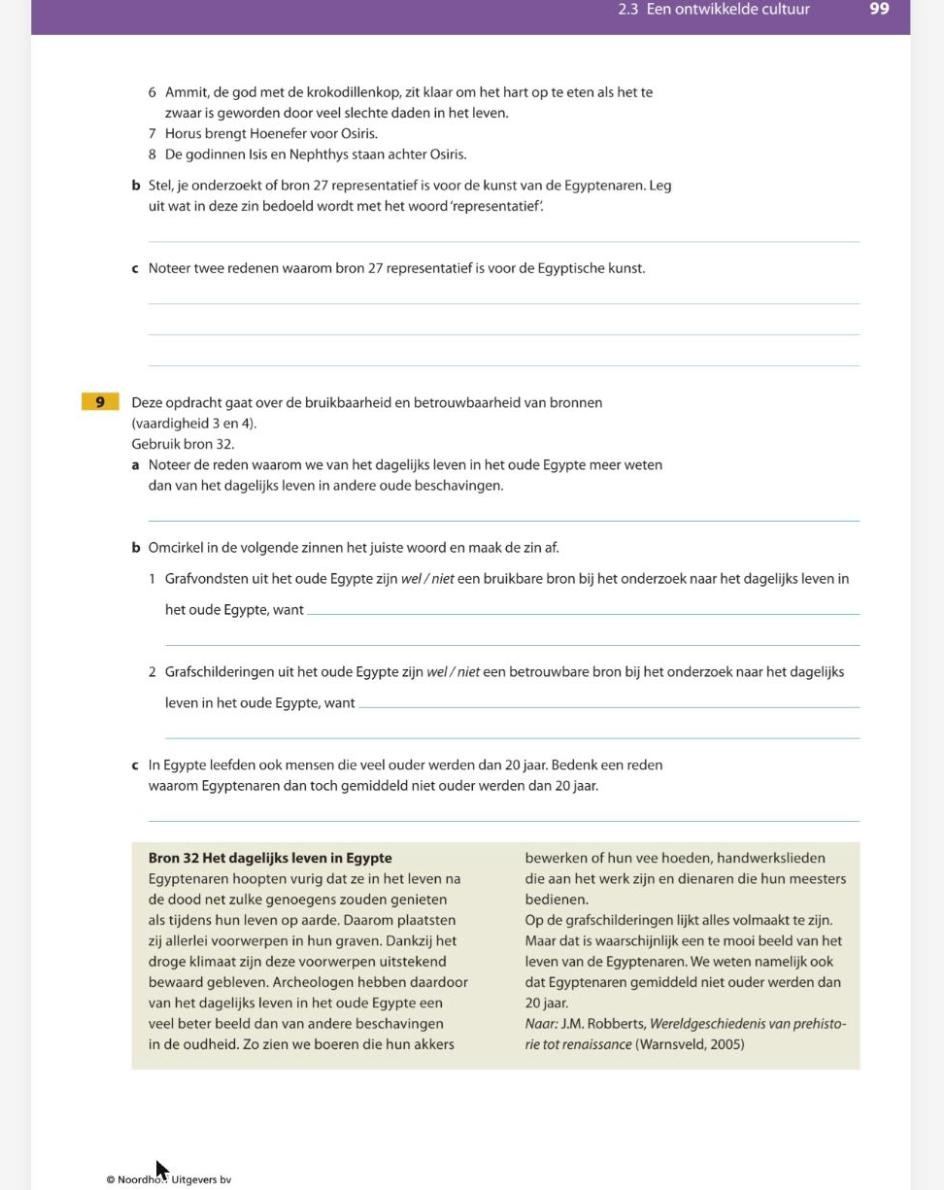 2.3 Een ontwikkelde cultuur 99
6 Ammit, de god met de krokodillenkop, zit klaar om het hart op te eten als het te
zwaar is geworden door veel slechte daden in het leven.
7 Horus brengt Hoenefer voor Osiris.
8 De godinnen Isis en Nephthys staan achter Osiris.
b Stel, je onderzoekt of bron 27 representatief is voor de kunst van de Egyptenaren. Leg
uit wat in deze zin bedoeld wordt met het woord 'representatief'.
c Noteer twee redenen waarom bron 27 representatief is voor de Egyptische kunst.
9 Deze opdracht gaat over de bruikbaarheid en betrouwbaarheid van bronnen
(vaardigheid 3 en 4).
Gebruik bron 32.
a Noteer de reden waarom we van het dagelijks leven in het oude Egypte meer weten
dan van het dagelijks leven in andere oude beschavingen.
b Omcirkel in de volgende zinnen het juiste woord en maak de zin af.
1 Grafvondsten uit het oude Egypte zijn wel / niet een bruikbare bron bij het onderzoek naar het dagelijks leven in
het oude Egypte, want
2 Grafschilderingen uit het oude Egypte zijn wel / niet een betrouwbare bron bij het onderzoek naar het dagelijks
leven in het oude Egypte, want
c In Egypte leefden ook mensen die veel ouder werden dan 20 jaar. Bedenk een reden
waarom Egyptenaren dan toch gemiddeld niet ouder werden dan 20 jaar.
Bron 32 Het dagelijks leven in Egypte
Egyptenaren hoopten vurig dat ze in het leven na
de dood net zulke genoegens zouden genieten
als tijdens hun leven op aarde. Daarom plaatsten
zij allerlei voorwerpen in hun graven. Dankzij het
droge klimaat zijn deze voorwerpen uitstekend
bewaard gebleven. Archeologen hebben daardoor
van het dagelijks leven in het oude Egypte een
veel beter beeld dan van andere beschavingen
in de oudheid. Zo zien we boeren die hun akkers
bewerken of hun vee hoeden, handwerkslieden
die aan het werk zijn en dienaren die hun meesters
bedienen.
Op de grafschilderingen lijkt alles volmaakt te zijn.
Maar dat is waarschijnlijk een te mooi beeld van het
leven van de Egyptenaren. We weten namelijk ook
dat Egyptenaren gemiddeld niet ouder werden dan
20 jaar.
Naar: J.M. Robberts, Wereldgeschiedenis van prehisto-
rie tot renaissance (Warnsveld, 2005)
© Uitgevers bv